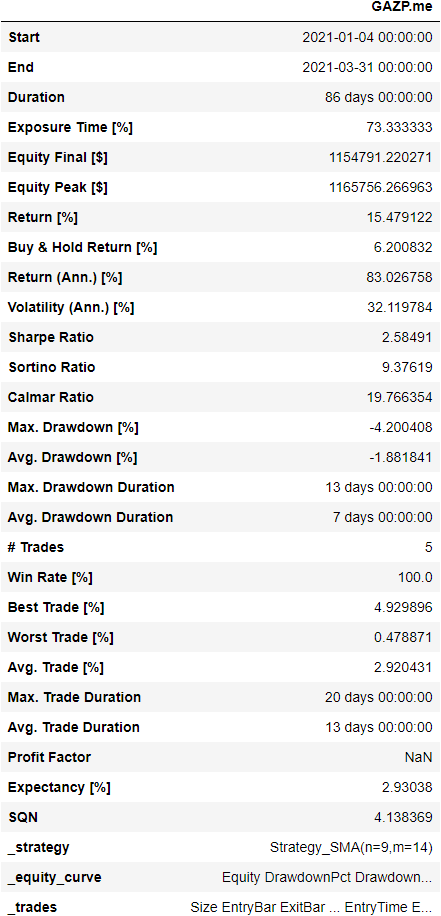 GAZP.me
Start 2021-01-04 00:00:00
End 2021-03-31 00:00:00
Duration 86 days 00:00:00
Exposure Time [%] 73.333333
Equity Final [$] 1154791.220271
Equity Peak [$] 1165756.266963
Return [%] 15.479122
Buy & Hold Return [%] 6.200832
Return (Ann.) [%] 83.026758
Volatility (Ann.) [%] 32.119784
Sharpe Ratio 2.58491
Sortino Ratio 9.37619
Calmar Ratio 19.766354
Max. Drawdown [%] -4.200408
Avg. Drawdown [%] -1.881841
Max. Drawdown Duration 13 days 00:00:00
Avg. Drawdown Duration 7 days 00:00:00
# Trades 5
Win Rate [%] 100.0
Best Trade [%] 4.929896
Worst Trade [%] 0.478871
Avg. Trade [%] 2.920431
Max. Trade Duration 20 days 00:00:00
Avg. Trade Duration 13 days 00:00:00
Profit Factor NaN
Expectancy [%] 2.93038
SQN 4.138369
_strategy Strategy_SMA(n=9,m=14)
_equity_curve Equity DrawdownPct Drawdown...
_trades Size EntryBar ExitBar ... EntryTime E...